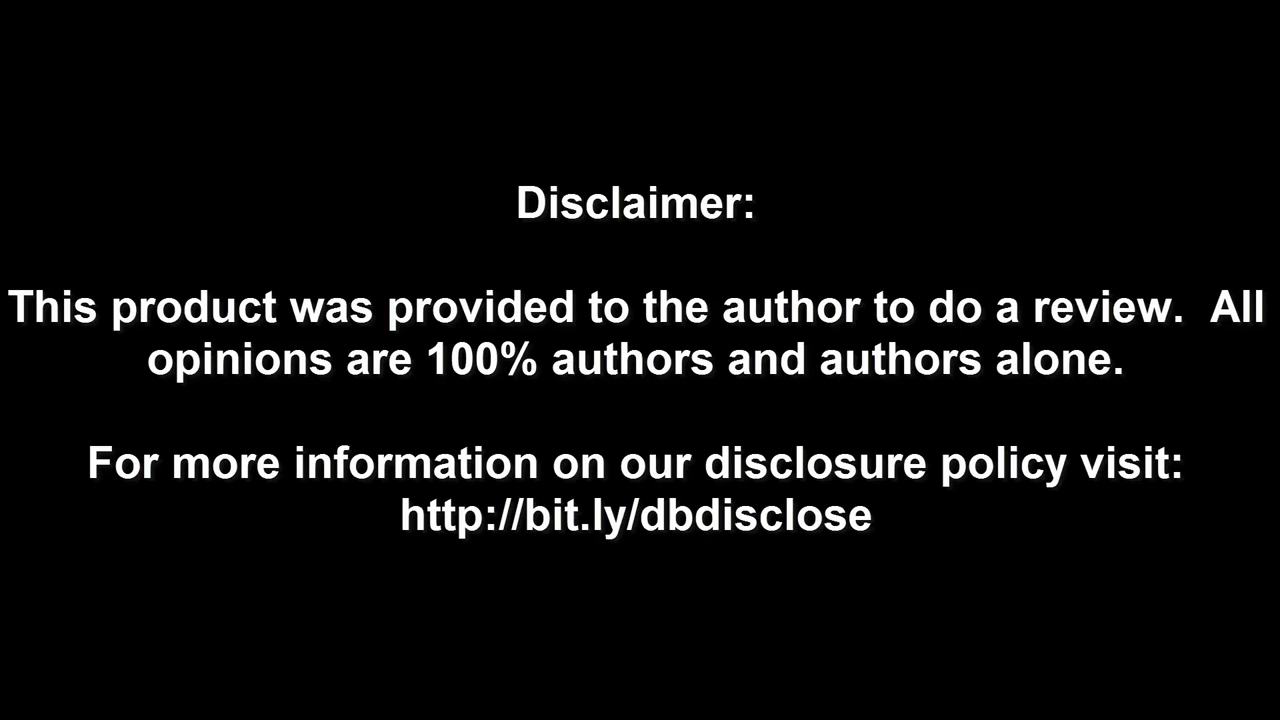 Disclaimer:
This product was provided to the author to do a review.  All
opinions are 100% authors and authors alone.
For more information on our disclosure policy visit:
http://bit.ly/dbdisclose